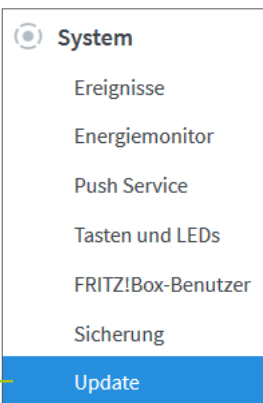 System
Ereignisse
Energiemonitor
Push Service
Tasten und LEDs
FRITZ!Box-Benutzer
Sicherung
Update